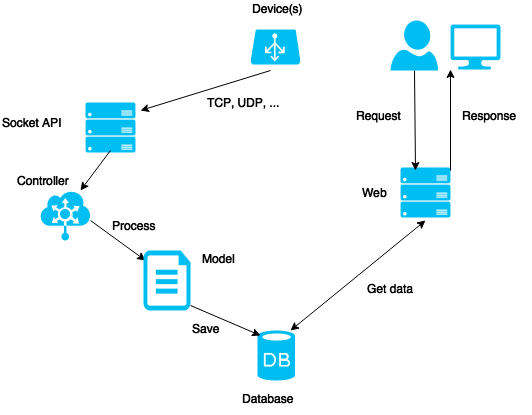 Device(s)
TCP, UDP, ...
Socket API
Request
Response
Controller
Web
Process
Model
Get data
Save
DB
Database